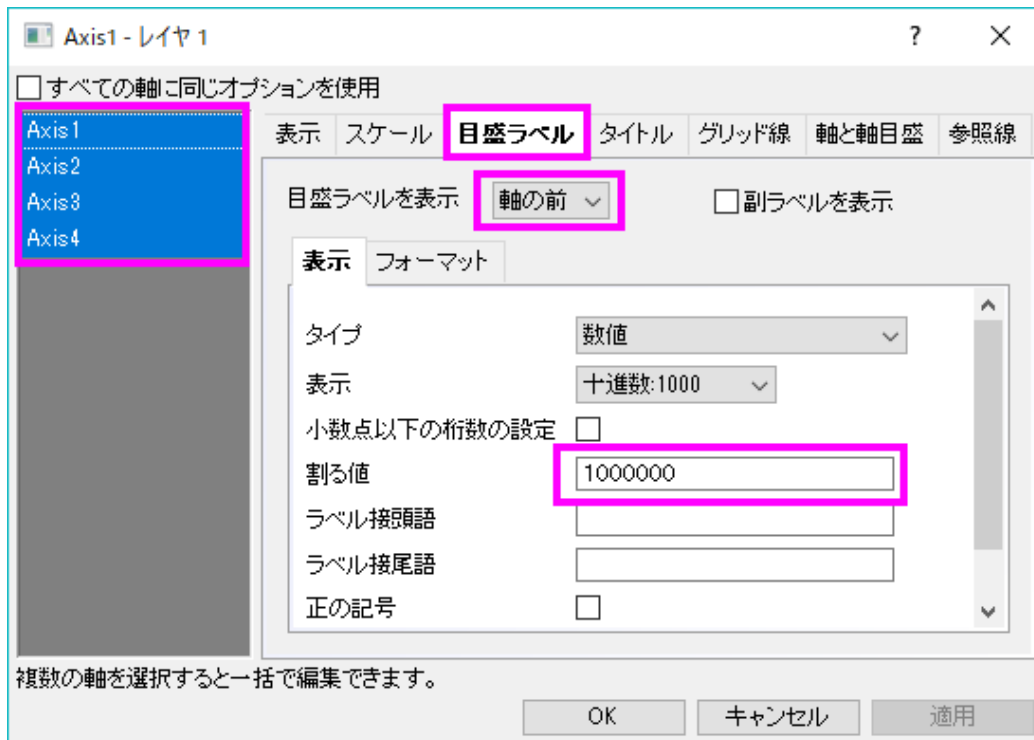 Axis1 - レイヤ 1
すべての軸に同じオプションを使用
Axis1
Axis2
Axis3
Axis4
表示 スケール 目盛ラベル タイトル グリッド線 軸と軸目盛 参照線
目盛ラベルを表示 軸の前 副ラベルを表示
表示 フォーマット
タイプ 数値
表示 十進数:1000
小数点以下の桁数の設定
割る値 1000000
ラベル接頭語
ラベル接尾語
正の記号
複数の軸を選択すると一括で編集できます。
OK キャンセル 適用